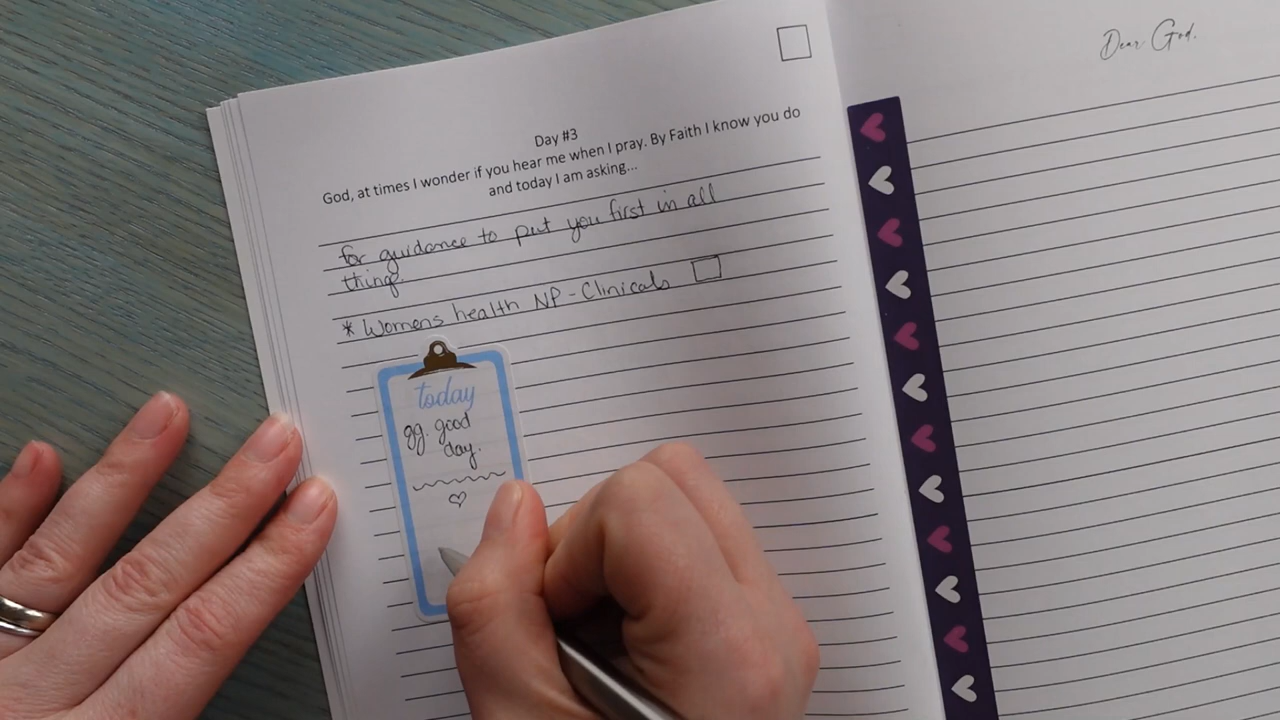 Day #3
God, at times I wonder if you hear me when I pray. By Faith I know you do
and today I am asking...
for guidance to put you first in all
things.
* Womens health NP - Clinicals
today
gg. good
day.
Dear God,